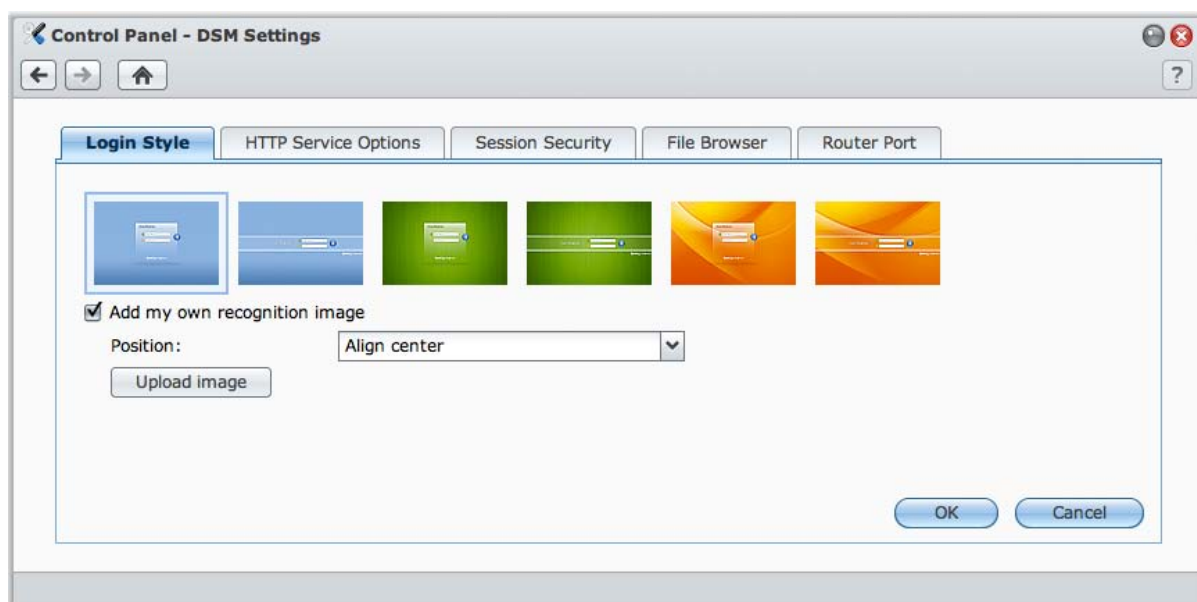 Control Panel - DSM Settings
?
Login Style HTTP Service Options Session Security File Browser Router Port
Add my own recognition image
Position: Align center
Upload image
OK Cancel